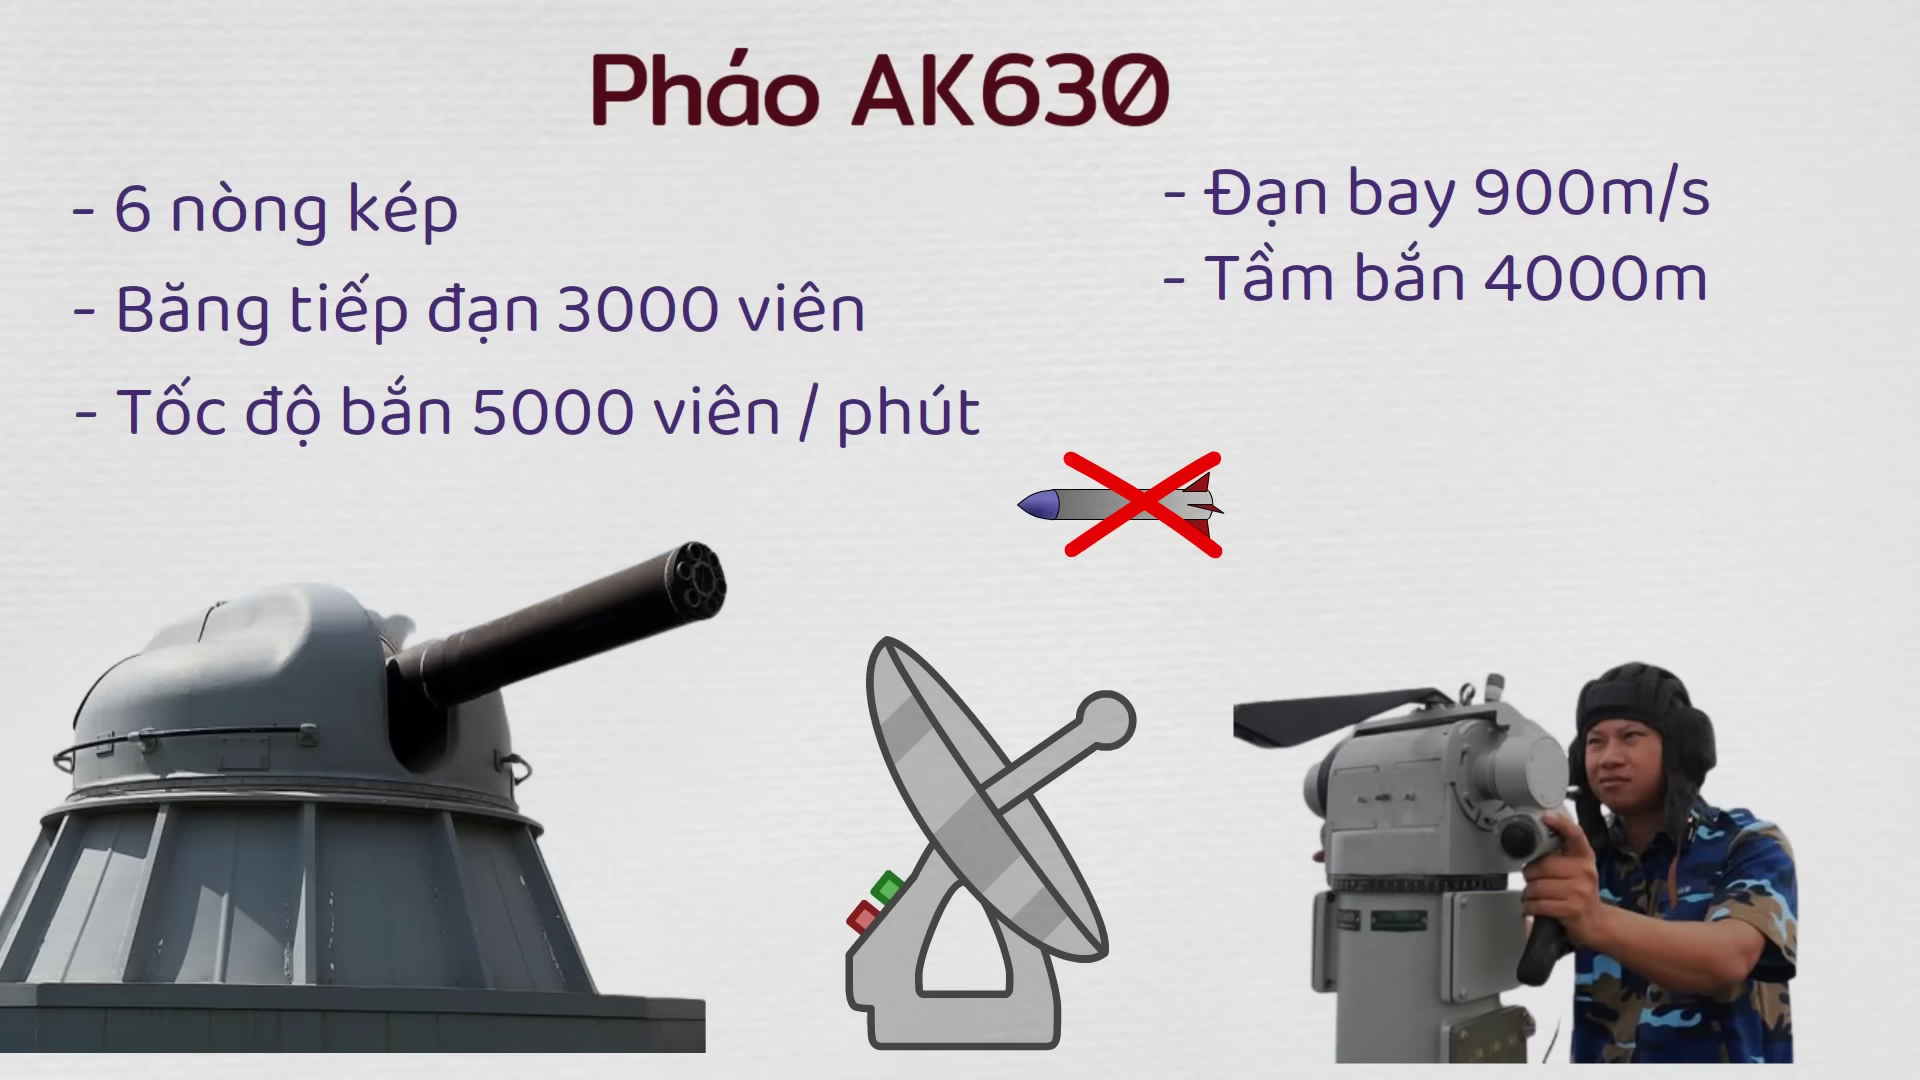 Pháo AK630
- 6 nòng kép
- Băng tiếp đạn 3000 viên
- Tốc độ bắn 5000 viên / phút
- Đạn bay 900m/s
- Tầm bắn 4000m